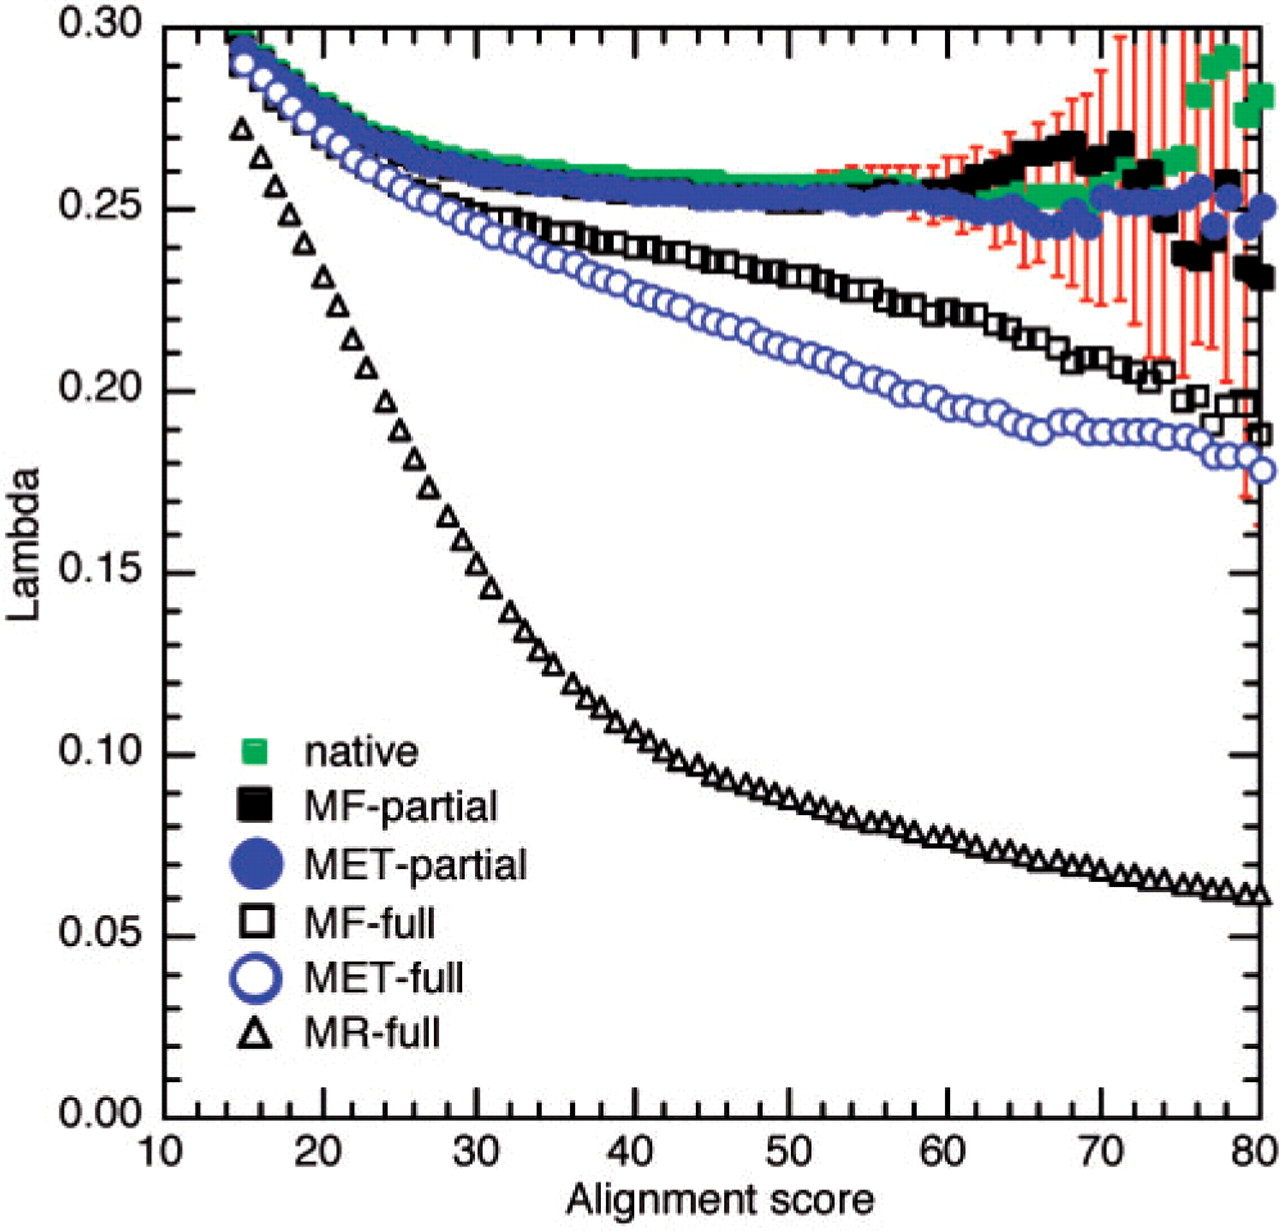 0.30
0.25
0.20
0.15
0.10
0.05
0.00
Lambda
native
MF-partial
MET-partial
MF-full
MET-full
MR-full
10 20 30 40 50 60 70 80
Alignment score